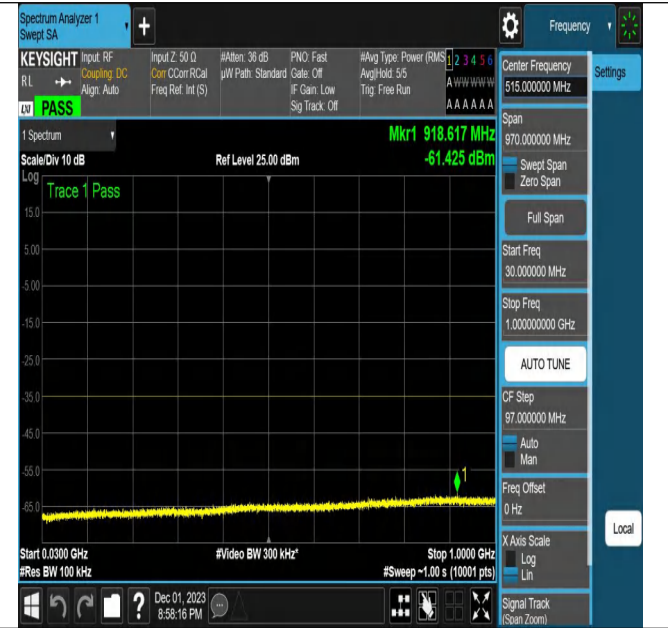 Spectrum Analyzer 1
Swept SA
+
Frequency
KEYSIGHT
RL
LXI PASS
Input: RF
Coupling: DC
Align: Auto
Input Z: 50 Ω
Corr CCorr RCal
Freq Ref: Int (S)
#Atten: 36 dB
µW Path: Standard
PNO: Fast
Gate: Off
IF Gain: Low
Sig Track: Off
#Avg Type: Power (RMS
Avg|Hold: 5/5
Trig: Free Run
1 2 3 4 5 6
A W W W W W
A A A A A A
Center Frequency
515.000000 MHz
Settings
1 Spectrum
Mkr1 918.617 MHz
Scale/Div 10 dB
Ref Level 25.00 dBm
-61.425 dBm
Log
Trace 1 Pass
15.0
5.00
-5.00
-15.0
-25.0
-35.0
-45.0
-55.0
-65.0
1
Start 0.0300 GHz
#Video BW 300 kHz*
Stop 1.0000 GHz
#Res BW 100 kHz
#Sweep ~1.00 s (10001 pts)
Span
970.000000 MHz
Swept Span
Zero Span
Full Span
Start Freq
30.000000 MHz
Stop Freq
1.000000000 GHz
AUTO TUNE
CF Step
97.000000 MHz
Auto
Man
Freq Offset
0 Hz
X Axis Scale
Log
Lin
Local
Signal Track
(Span Zoom)
?
Dec 01, 2023
8:58:16 PM